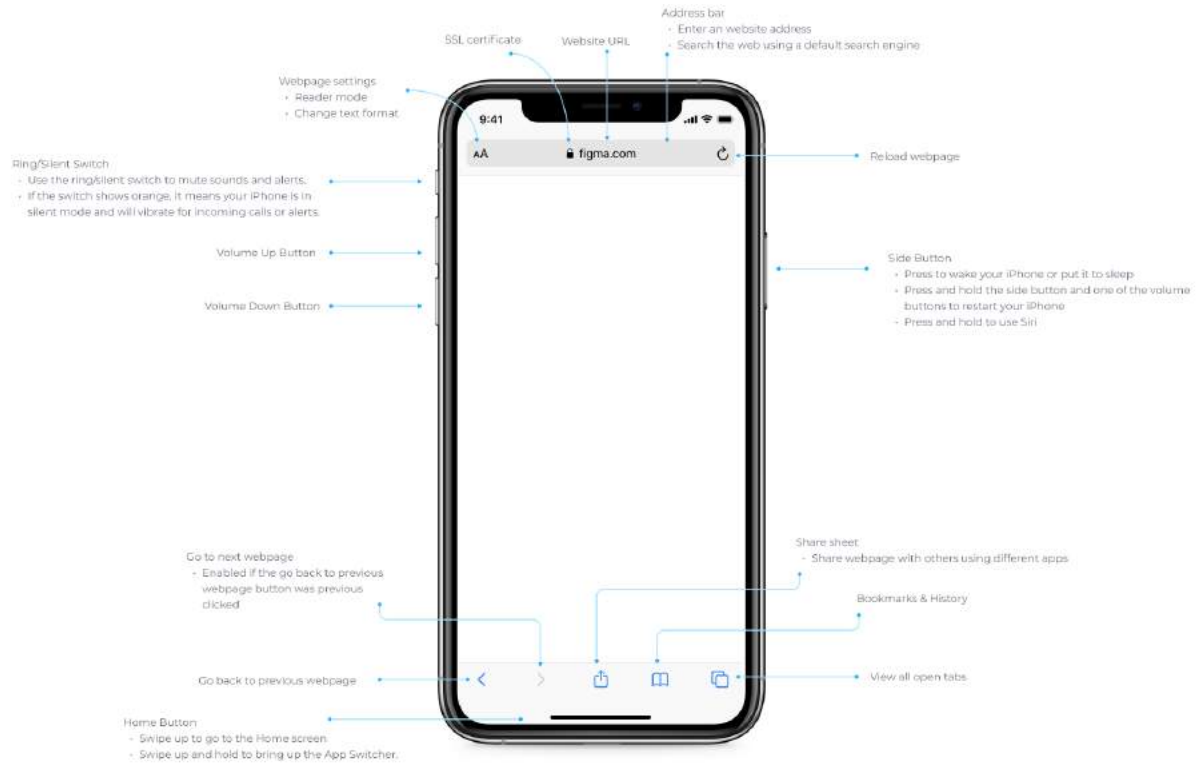 Address bar
- Enter an website address
- Search the web using a default search engine
SSL certificate
Website URL
Webpage settings
- Reader mode
- Change text format
9:41
AA
figma.com
Reload webpage
Ring/Silent Switch
- Use the ring/silent switch to mute sounds and alerts.
- If the switch shows orange, it means your iPhone is in
silent mode and will vibrate for incoming calls or alerts.
Volume Up Button
Volume Down Button
Side Button
- Press to wake your iPhone or put it to sleep
- Press and hold the side button and one of the volume
buttons to restart your iPhone
- Press and hold to use Siri
Go to next webpage
- Enabled if the go back to previous
webpage button was previous
clicked
Share sheet
- Share webpage with others using different apps
Bookmarks & History
Go back to previous webpage
View all open tabs
Home Button
- Swipe up to go to the Home screen
- Swipe up and hold to bring up the App Switcher.